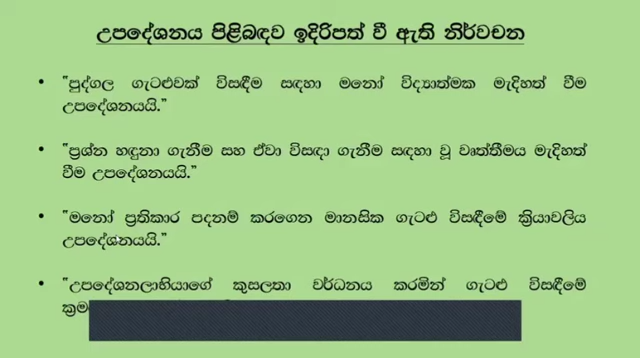 උපදේශනය පිළිබඳව ඉදිරිපත් වී ඇති නිර්වචන
• "පුද්ගල ගැටළුවක් විසඳීම සඳහා මනෝ විද්‍යාත්මක මැදිහත් වීම
උපදේශනයයි."
• "ප්‍රශ්න හඳුනා ගැනීම සහ ඒවා විසඳා ගැනීම සඳහා වූ වෘත්තීමය මැදිහත්
වීම උපදේශනයයි."
• "මනෝ ප්‍රතිකාර පදනම් කරගෙන මානසික ගැටළු විසඳීමේ ක්‍රියාවලිය
උපදේශනයයි."
• "උපදේශනලාභියාගේ කුසලතා වර්ධනය කරමින් ගැටළු විසඳීමේ